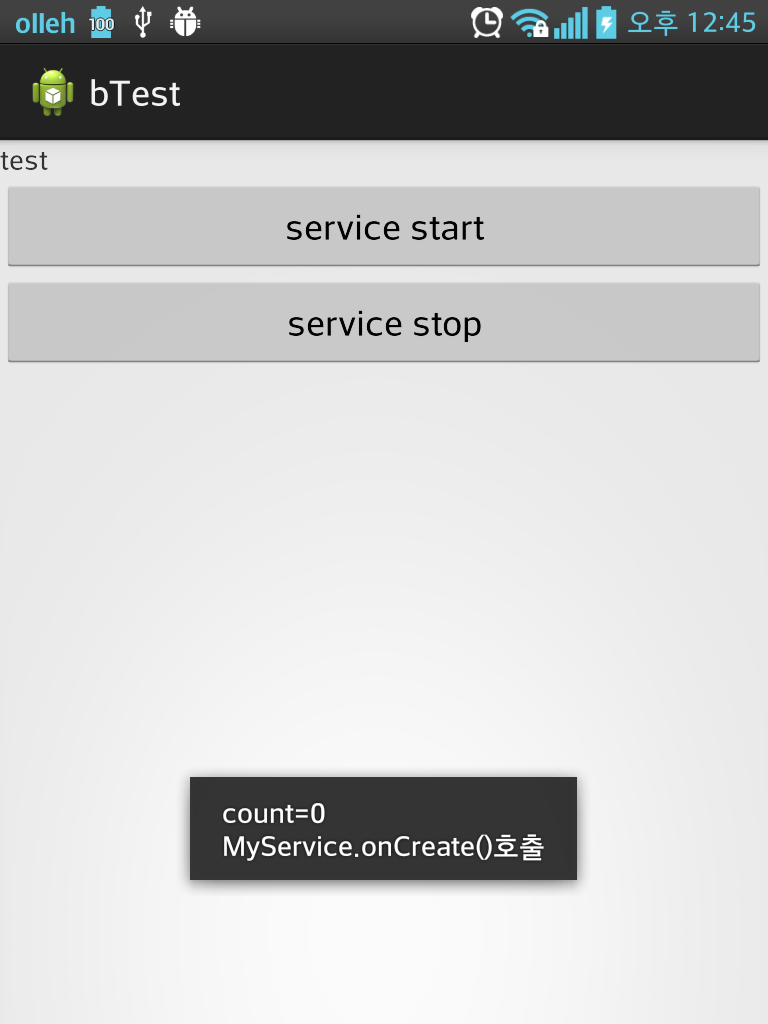 olleh 100 오후 12:45
bTest
test
service start
service stop
count=0
MyService.onCreate()호출